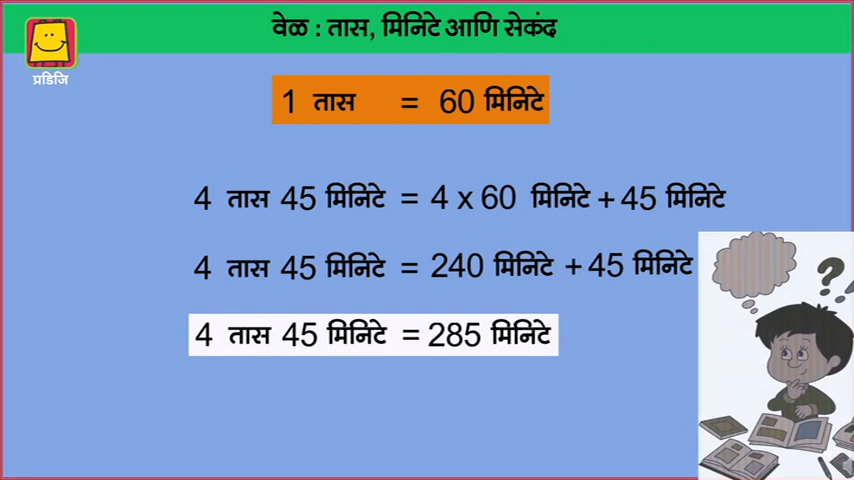 वेळ : तास, मिनिटे आणि सेकंद
प्रडिजि
1 तास = 60 मिनिटे
4 तास 45 मिनिटे = 4 x 60 मिनिटे + 45 मिनिटे
4 तास 45 मिनिटे = 240 मिनिटे + 45 मिनिटे
4 तास 45 मिनिटे = 285 मिनिटे